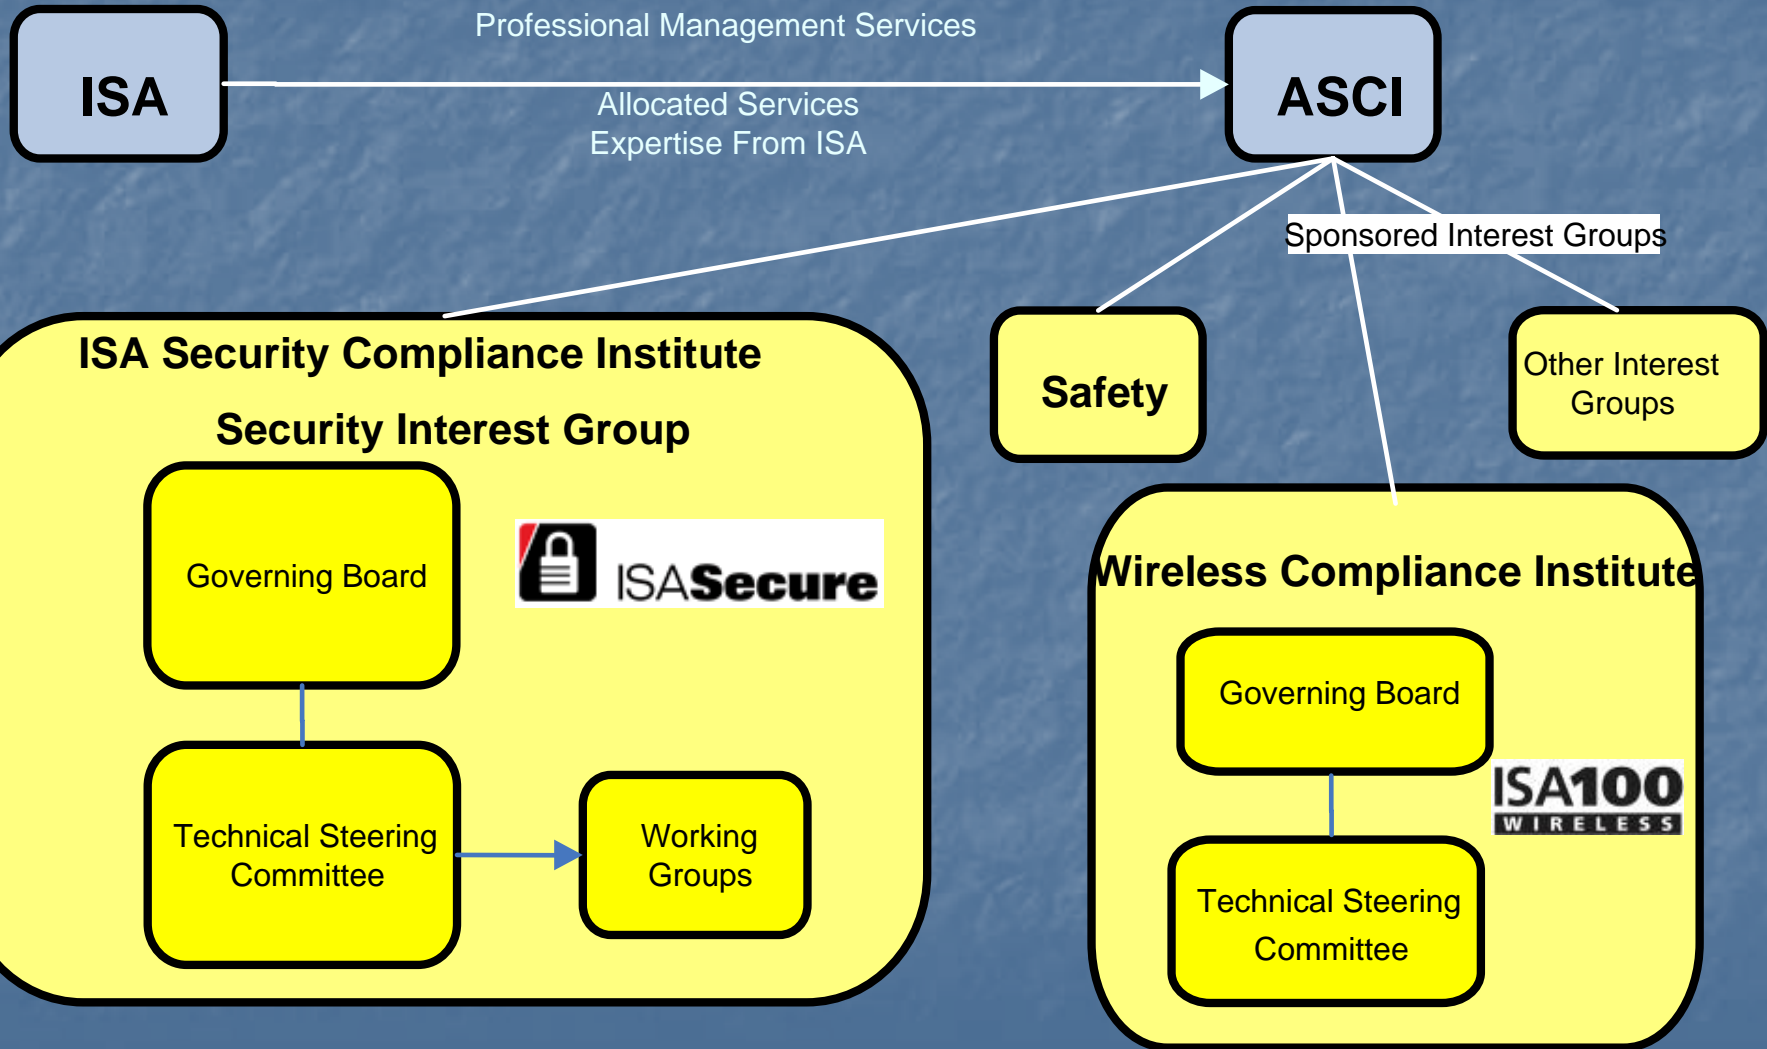 Professional Management Services
ISA
ASCI
Allocated Services
Expertise From ISA
Sponsored Interest Groups
ISA Security Compliance Institute
Security Interest Group
Safety
Other Interest
Groups
Governing Board
ISASecure
Technical Steering
Committee
Working
Groups
Wireless Compliance Institute
Governing Board
ISA100
WIRELESS
Technical Steering
Committee